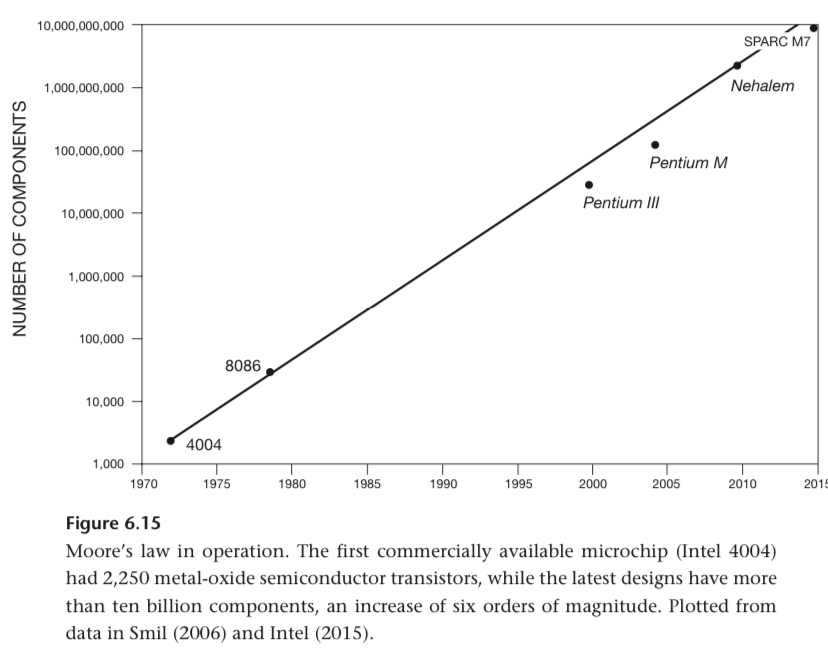 10,000,000,000
SPARC M7
1,000,000,000
Nehalem
100,000,000
Pentium M
10,000,000
Pentium III
1,000,000
100,000
8086
10,000
4004
1,000
NUMBER OF COMPONENTS
1970 1975 1980 1985 1990 1995 2000 2005 2010 2015
Figure 6.15
Moore's law in operation. The first commercially available microchip (Intel 4004)
had 2,250 metal-oxide semiconductor transistors, while the latest designs have more
than ten billion components, an increase of six orders of magnitude. Plotted from
data in Smil (2006) and Intel (2015).